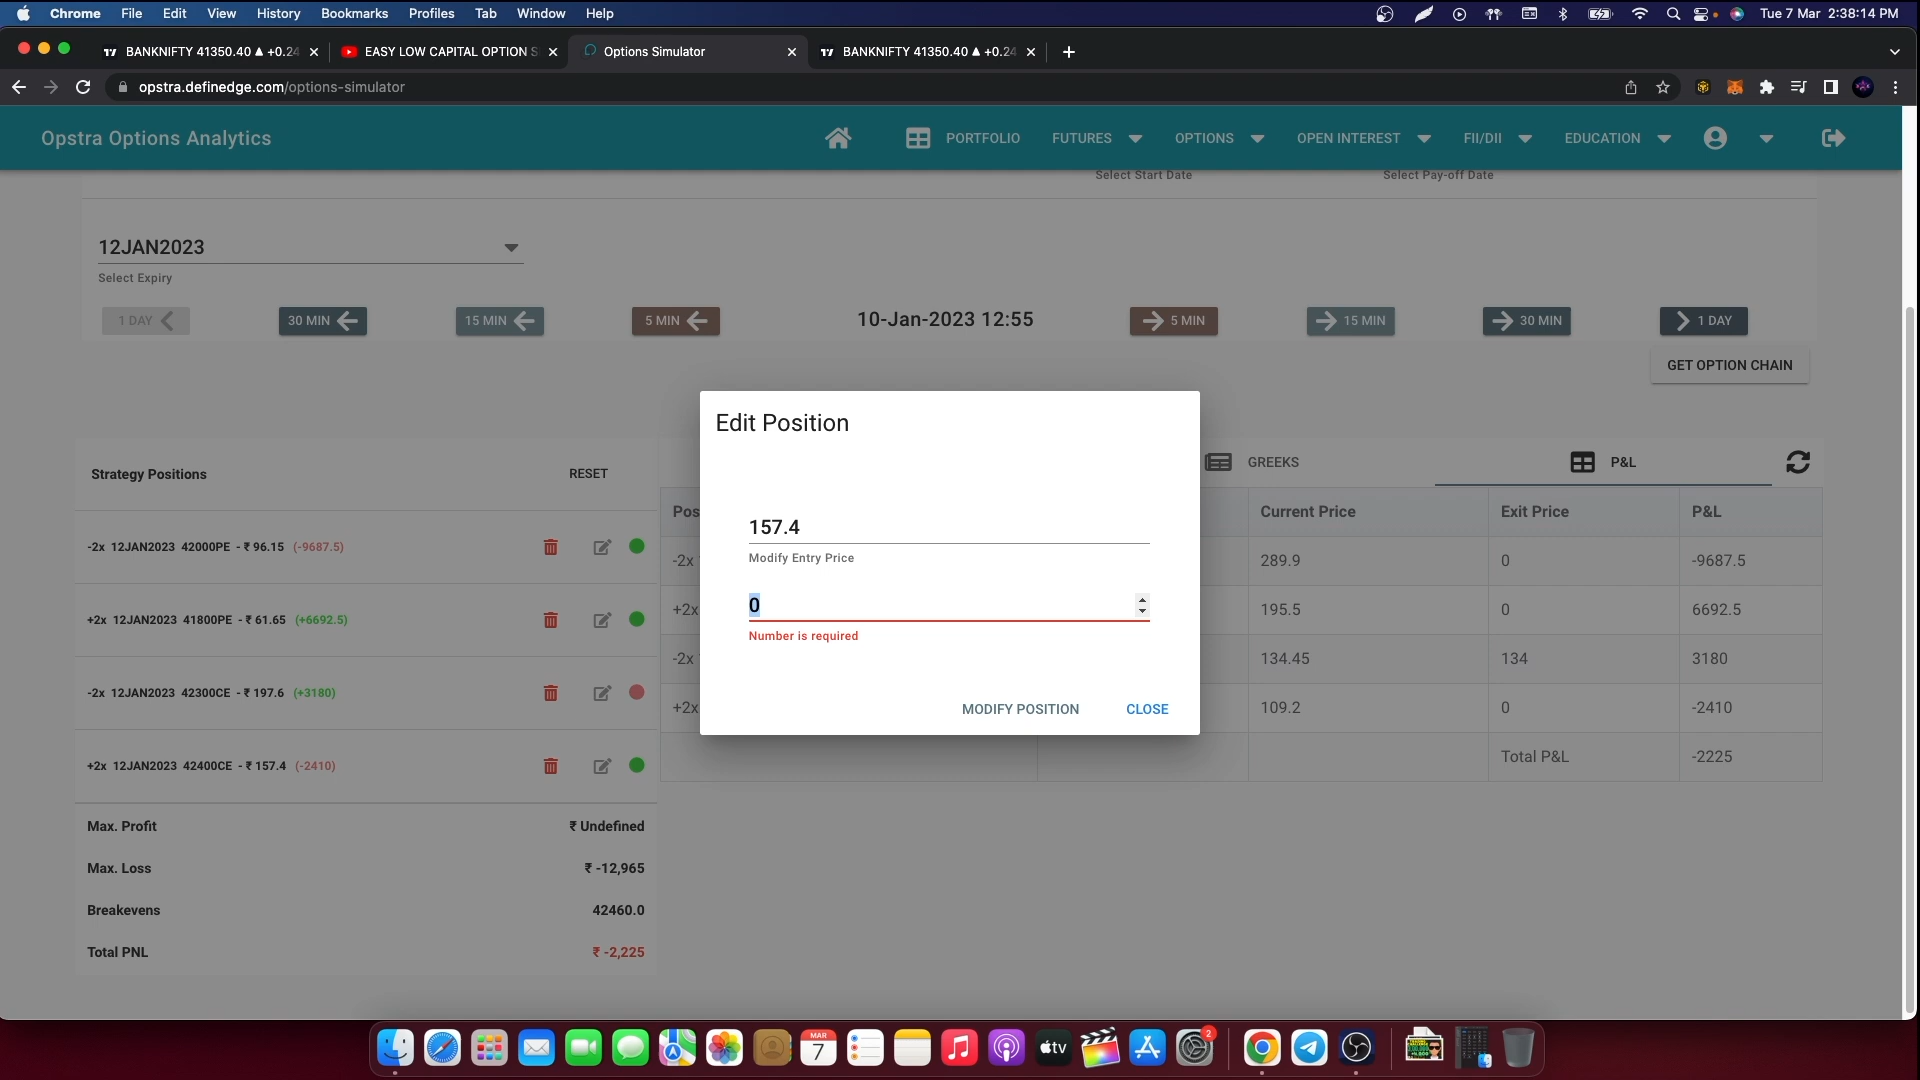 Chrome File Edit View History Bookmarks Profiles Tab Window Help Tue 7 Mar 2:38:14 PM
BANKNIFTY 41350.40 ▲ +0.24 EASY LOW CAPITAL OPTION S Options Simulator BANKNIFTY 41350.40 ▲ +0.24
opstra.definedge.com/options-simulator
Opstra Options Analytics PORTFOLIO FUTURES OPTIONS OPEN INTEREST FII/DII EDUCATION
Select Start Date Select Pay-off Date
12JAN2023
Select Expiry
1 DAY 30 MIN 15 MIN 5 MIN 10-Jan-2023 12:55 5 MIN 15 MIN 30 MIN 1 DAY
GET OPTION CHAIN
Edit Position
157.4
Modify Entry Price
0
Number is required
MODIFY POSITION CLOSE
Strategy Positions RESET
-2x 12JAN2023 42000PE - ₹ 96.15 (-9687.5)
+2x 12JAN2023 41800PE - ₹ 61.65 (+6692.5)
-2x 12JAN2023 42300CE - ₹ 197.6 (+3180)
+2x 12JAN2023 42400CE - ₹ 157.4 (-2410)
Max. Profit ₹ Undefined
Max. Loss ₹ -12,965
Breakevens 42460.0
Total PNL ₹ -2,225
GREEKS P&L
Pos Current Price Exit Price P&L
-2x 289.9 0 -9687.5
+2x 195.5 0 6692.5
-2x 134.45 134 3180
+2x 109.2 0 -2410
Total P&L -2225
MAR
7
tv
2